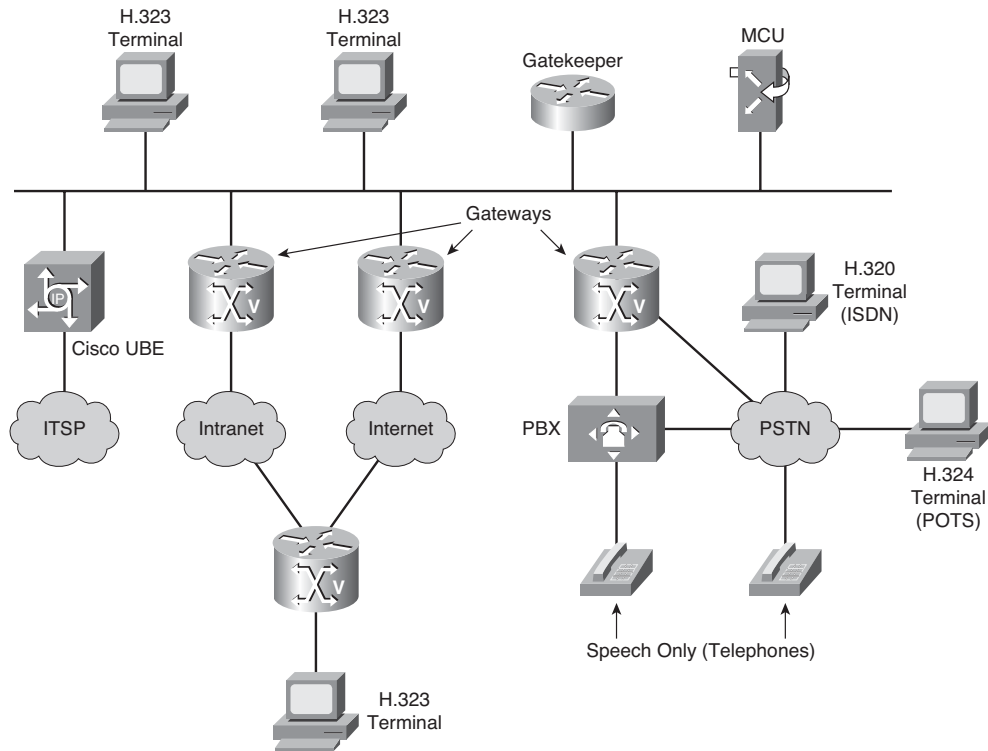 H.323
Terminal
H.323
Terminal
Gatekeeper
MCU
Gateways
IP
V
V
V
H.320
Terminal
(ISDN)
Cisco UBE
ITSP
Intranet
Internet
PBX
PSTN
H.324
Terminal
(POTS)
V
Speech Only (Telephones)
H.323
Terminal